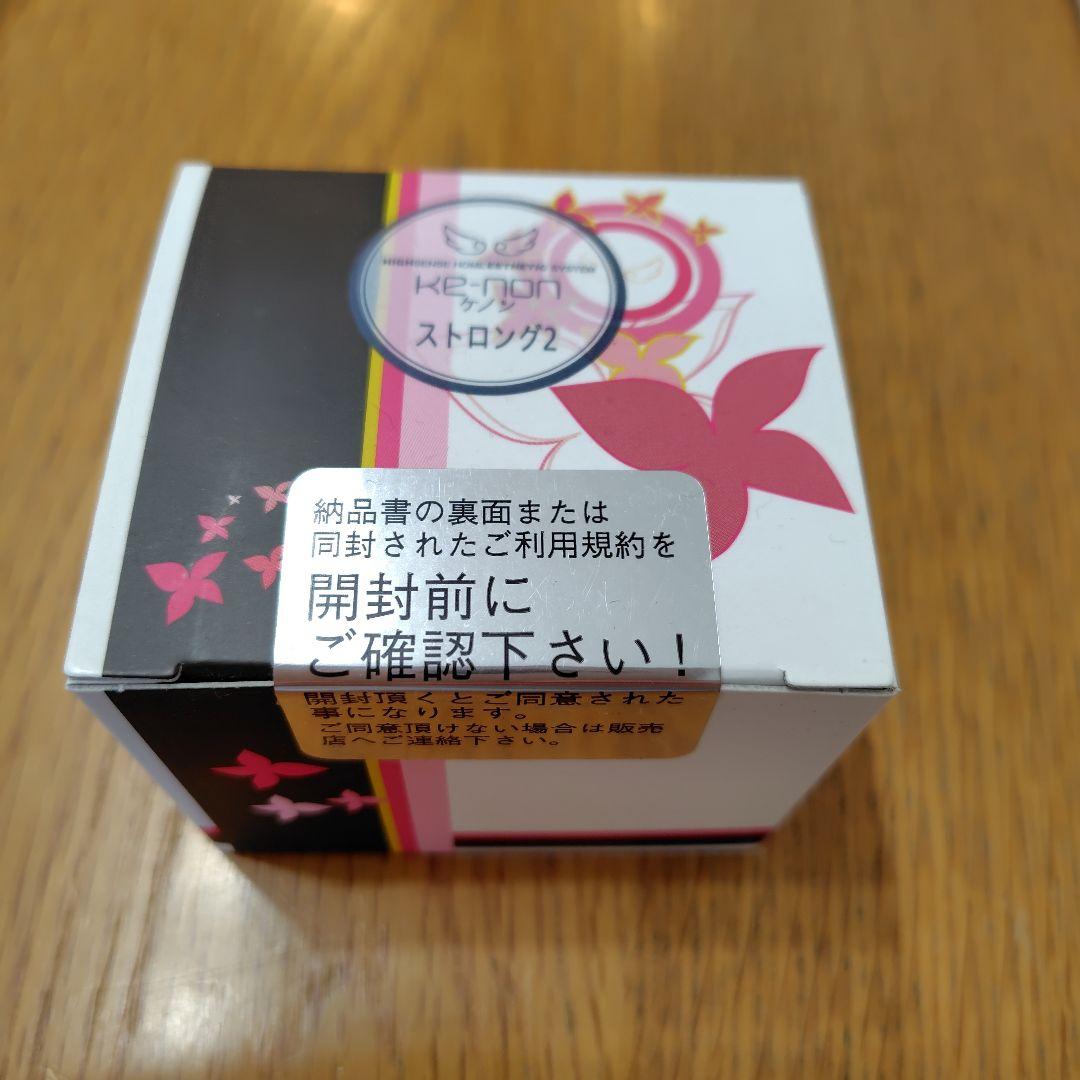 HIGHSENSE HOME ESTHETIC SYSTEM
Ke-non
ケノン
ストロング2
納品書の裏面または
同封されたご利用規約を
開封前に
ご確認下さい！
開封頂くとご同意された
事になります。
ご同意頂けない場合は販売
店へご連絡下さい。